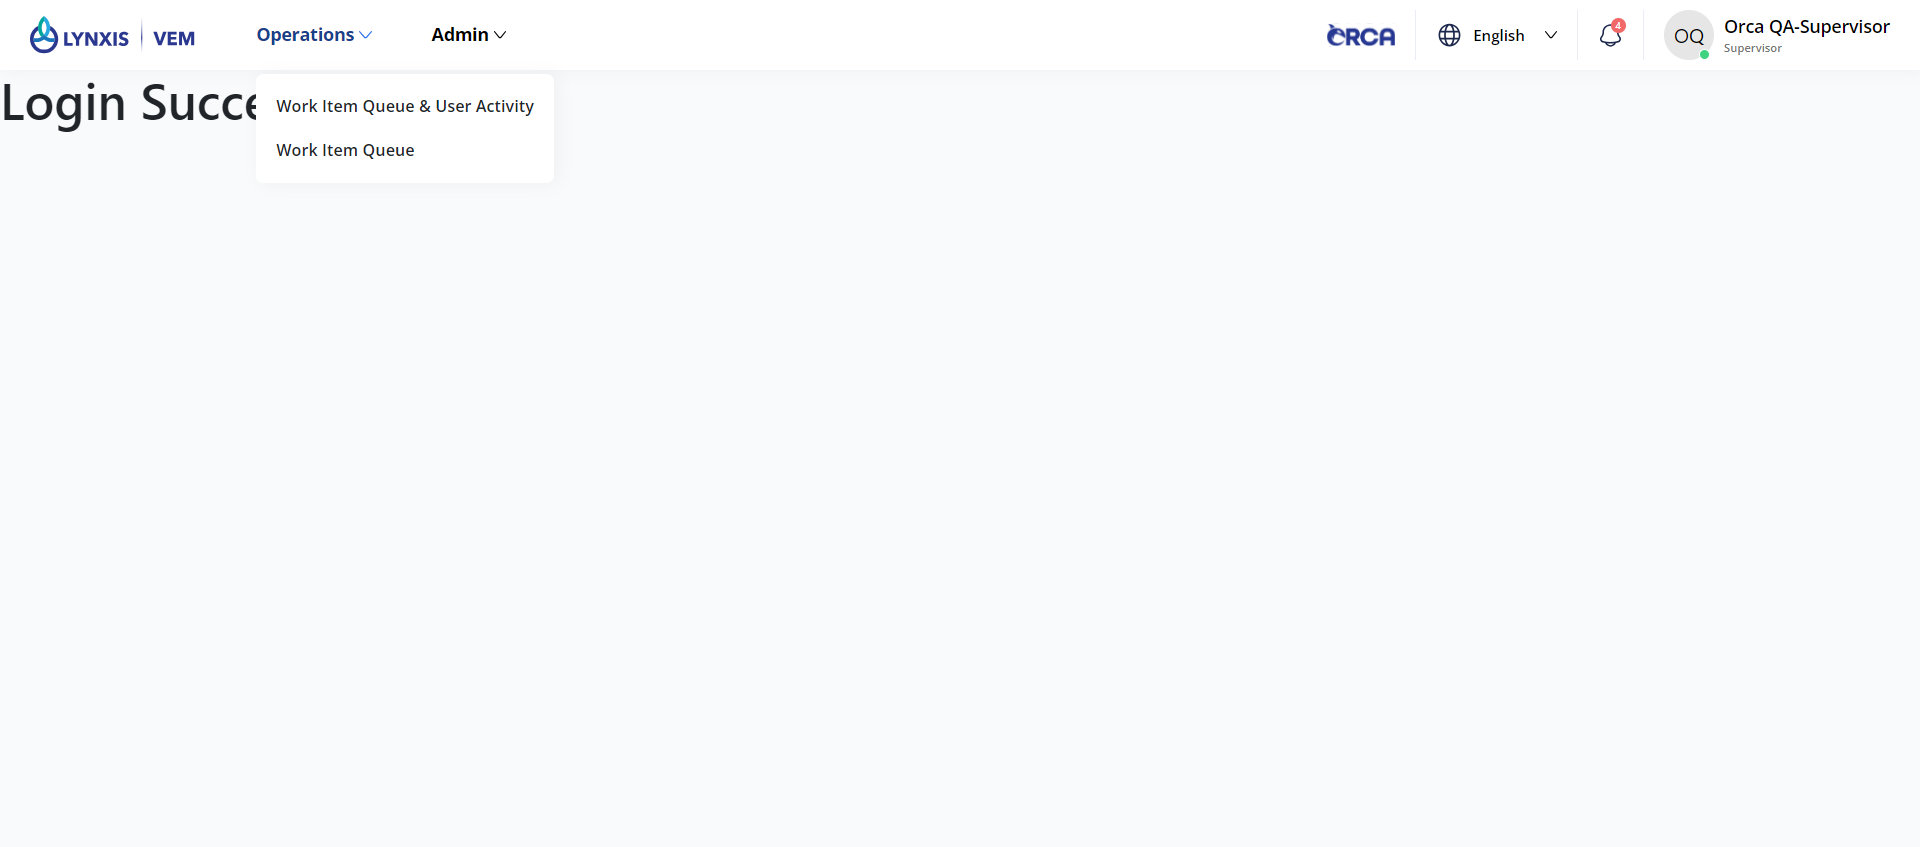 LYNXIS VEM
Operations
Admin
ORCA
English
4
OQ
Orca QA-Supervisor
Supervisor
Login Succe
Work Item Queue & User Activity
Work Item Queue